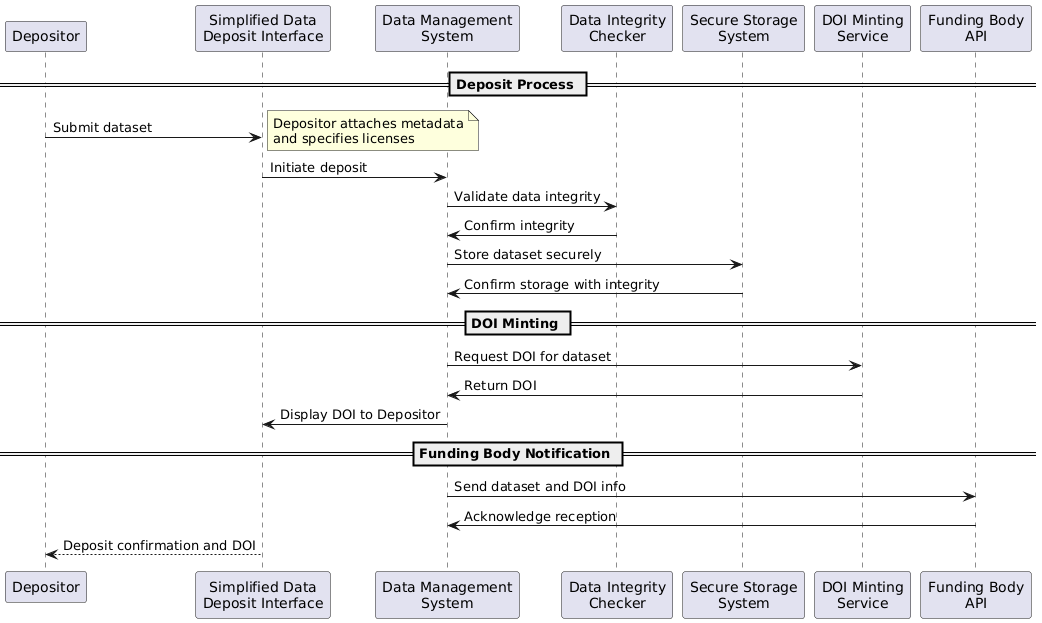 Depositor
Simplified Data
Deposit Interface
Data Management
System
Data Integrity
Checker
Secure Storage
System
DOI Minting
Service
Funding Body
API
Deposit Process
Submit dataset
Depositor attaches metadata
and specifies licenses
Initiate deposit
Validate data integrity
Confirm integrity
Store dataset securely
Confirm storage with integrity
DOI Minting
Request DOI for dataset
Return DOI
Display DOI to Depositor
Funding Body Notification
Send dataset and DOI info
Acknowledge reception
Deposit confirmation and DOI
Depositor
Simplified Data
Deposit Interface
Data Management
System
Data Integrity
Checker
Secure Storage
System
DOI Minting
Service
Funding Body
API